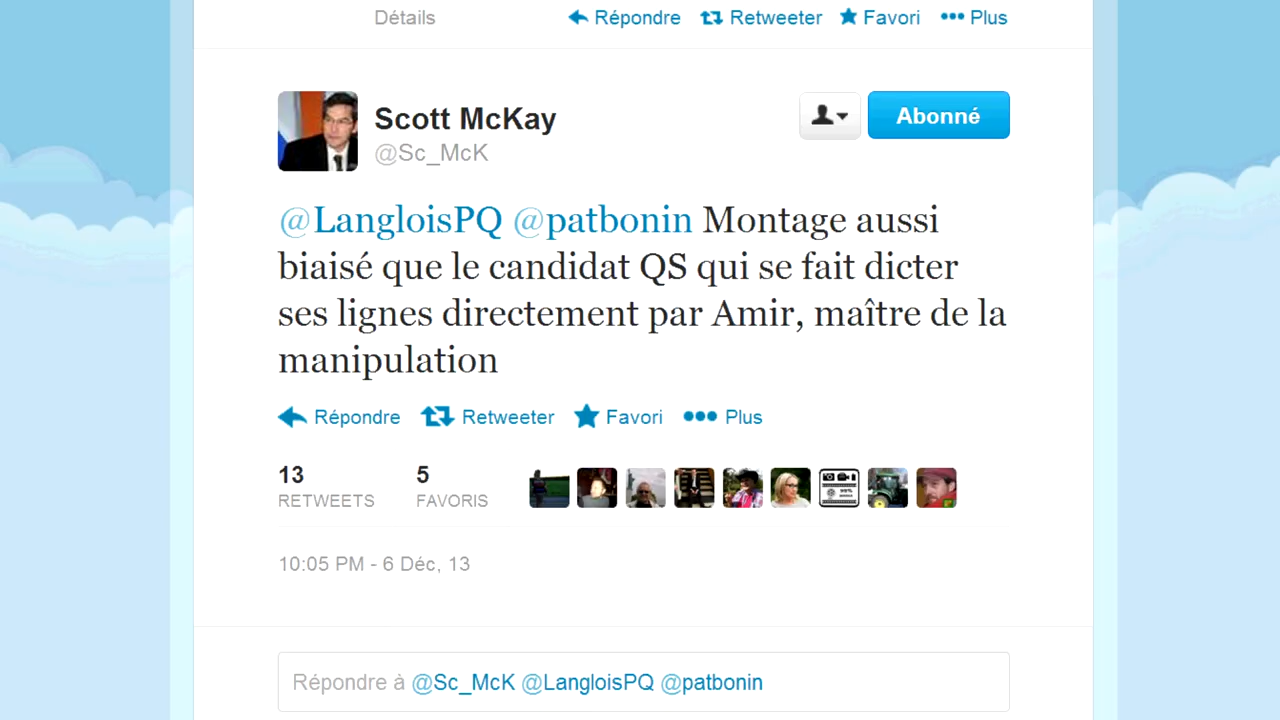 Détails Répondre Retweeter Favori Plus
Scott McKay
Abonné
@Sc_McK
@LangloisPQ @patbonin Montage aussi
biaisé que le candidat QS qui se fait dicter
ses lignes directement par Amir, maître de la
manipulation
Répondre Retweeter Favori Plus
13 5
RETWEETS FAVORIS
10:05 PM - 6 Déc, 13
Répondre à @Sc_McK @LangloisPQ @patbonin